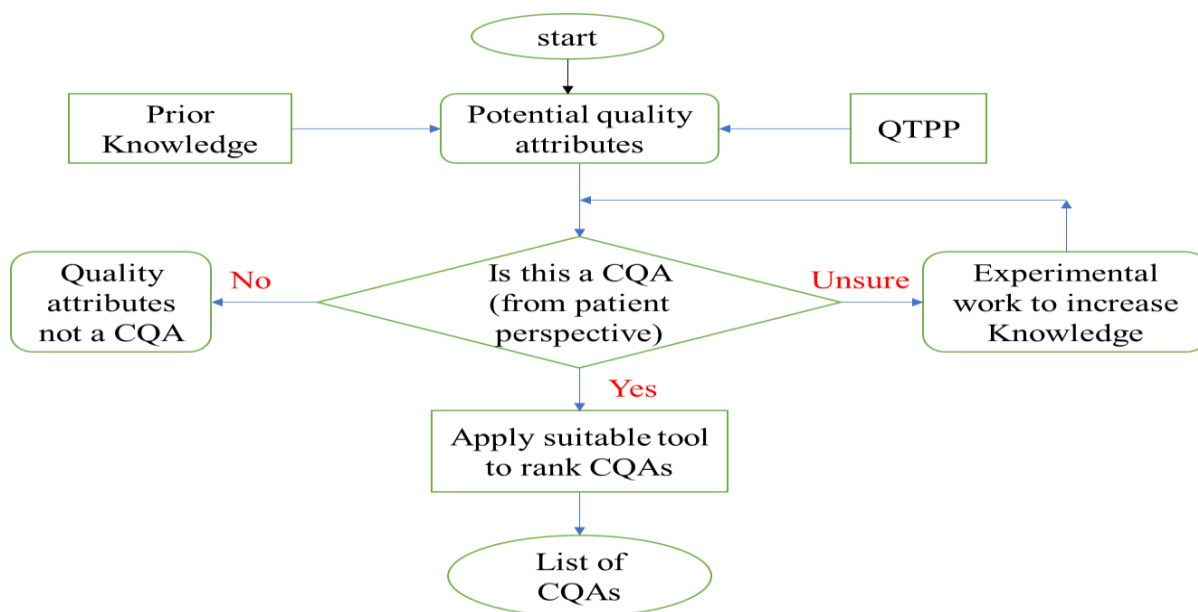 start
Prior
Knowledge
Potential quality
attributes
QTPP
Quality
attributes
not a CQA
No
Is this a CQA
(from patient
perspective)
Unsure
Experimental
work to increase
Knowledge
Yes
Apply suitable tool
to rank CQAs
List of
CQAs